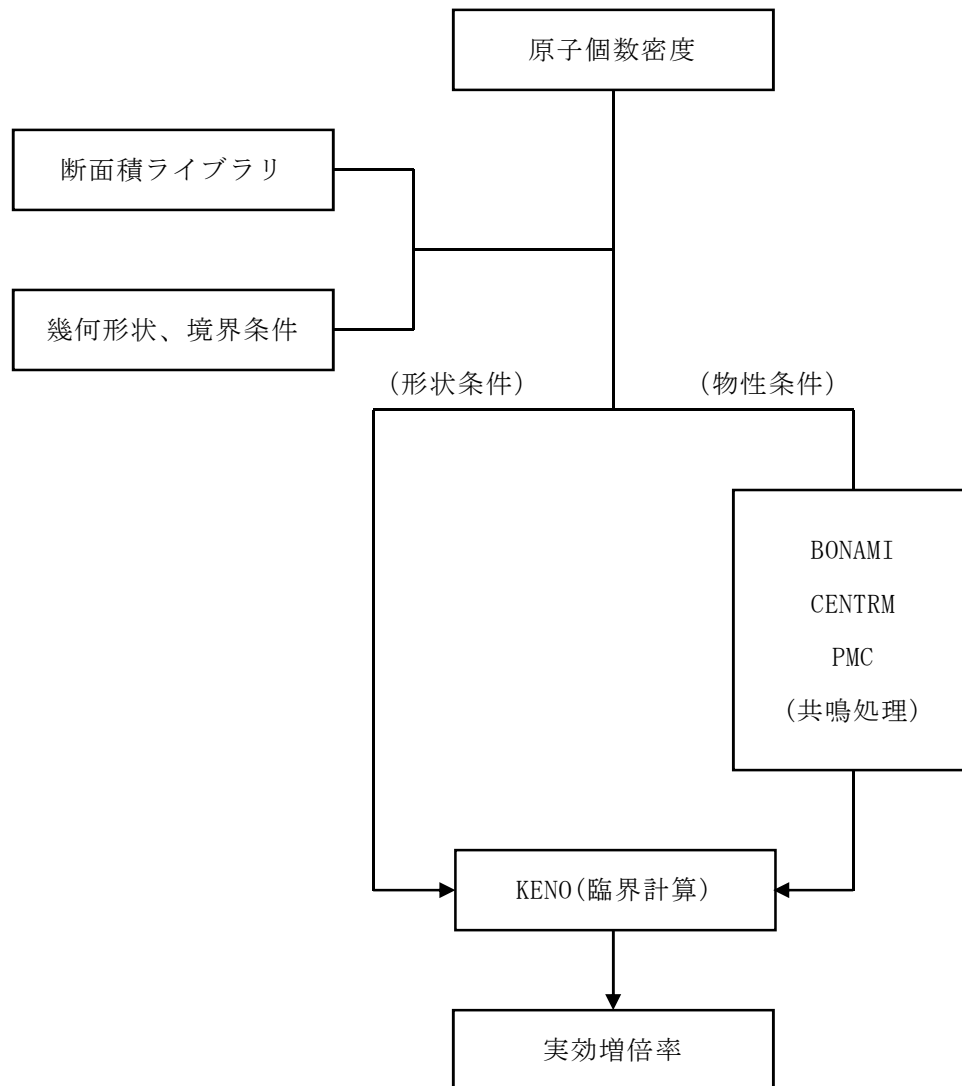 原子個数密度
断面積ライブラリ
幾何形状、境界条件
(形状条件)
(物性条件)
BONAMI
CENTRM
PMC
(共鳴処理)
KENO(臨界計算)
実効増倍率